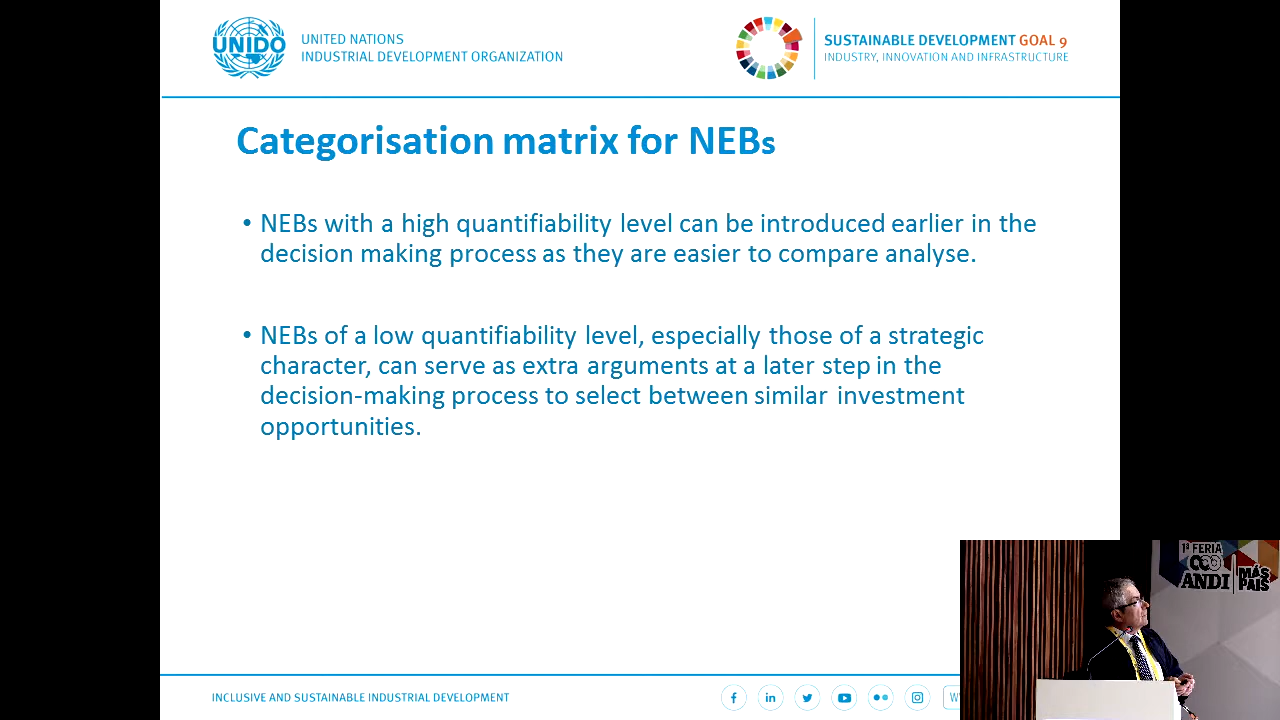 UNIDO
UNITED NATIONS
INDUSTRIAL DEVELOPMENT ORGANIZATION
SUSTAINABLE DEVELOPMENT GOAL 9
INDUSTRY, INNOVATION AND INFRASTRUCTURE
Categorisation matrix for NEBs
• NEBs with a high quantifiability level can be introduced earlier in the
decision making process as they are easier to compare analyse.
• NEBs of a low quantifiability level, especially those of a strategic
character, can serve as extra arguments at a later step in the
decision-making process to select between similar investment
opportunities.
1ª FERIA
ANDI
MÁS
PAÍS
INCLUSIVE AND SUSTAINABLE INDUSTRIAL DEVELOPMENT